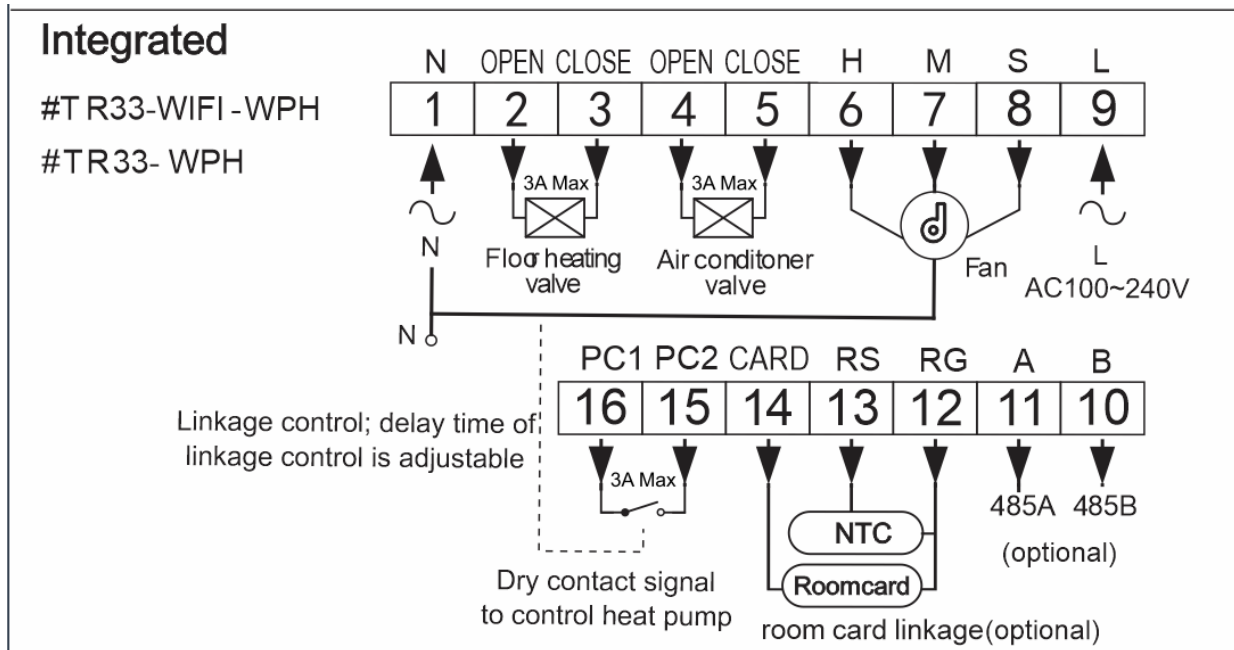 Integrated
#TR33-WIFI-WPH
#TR33- WPH
N OPEN CLOSE OPEN CLOSE H M S L
1 2 3 4 5 6 7 8 9
3A Max 3A Max
N
Floor heating
valve
Air conditoner
valve
Fan
L
AC100~240V
N
PC1 PC2 CARD RS RG A B
16 15 14 13 12 11 10
Linkage control; delay time of
linkage control is adjustable
3A Max
485A 485B
(optional)
NTC
Roomcard
Dry contact signal
to control heat pump
room card linkage(optional)